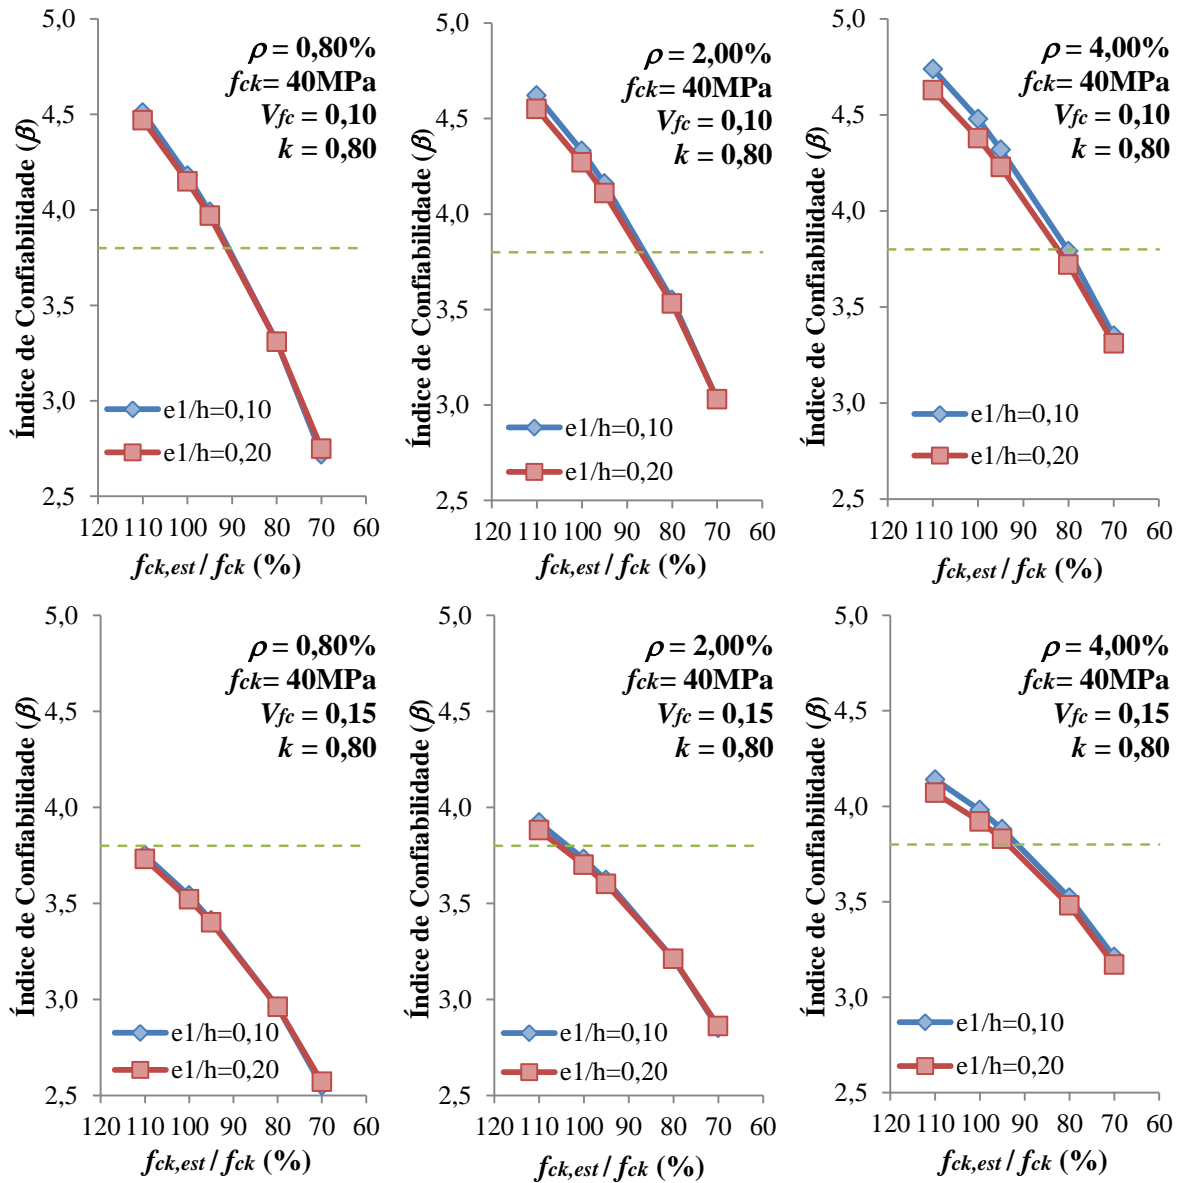 5,0
4,5
4,0
3,5
3,0
2,5
Índice de Confiabilidade (β)
ρ = 0,80%
fck= 40MPa
Vfc = 0,10
k = 0,80
e1/h=0,10
e1/h=0,20
120 110 100 90 80 70 60
fck,est / fck (%)
5,0
4,5
4,0
3,5
3,0
2,5
Índice de Confiabilidade (β)
ρ = 2,00%
fck= 40MPa
Vfc = 0,10
k = 0,80
e1/h=0,10
e1/h=0,20
120 110 100 90 80 70 60
fck,est / fck (%)
5,0
4,5
4,0
3,5
3,0
2,5
Índice de Confiabilidade (β)
ρ = 4,00%
fck= 40MPa
Vfc = 0,10
k = 0,80
e1/h=0,10
e1/h=0,20
120 110 100 90 80 70 60
fck,est / fck (%)
5,0
4,5
4,0
3,5
3,0
2,5
Índice de Confiabilidade (β)
ρ = 0,80%
fck= 40MPa
Vfc = 0,15
k = 0,80
e1/h=0,10
e1/h=0,20
120 110 100 90 80 70 60
fck,est / fck (%)
5,0
4,5
4,0
3,5
3,0
2,5
Índice de Confiabilidade (β)
ρ = 2,00%
fck= 40MPa
Vfc = 0,15
k = 0,80
e1/h=0,10
e1/h=0,20
120 110 100 90 80 70 60
fck,est / fck (%)
5,0
4,5
4,0
3,5
3,0
2,5
Índice de Confiabilidade (β)
ρ = 4,00%
fck= 40MPa
Vfc = 0,15
k = 0,80
e1/h=0,10
e1/h=0,20
120 110 100 90 80 70 60
fck,est / fck (%)